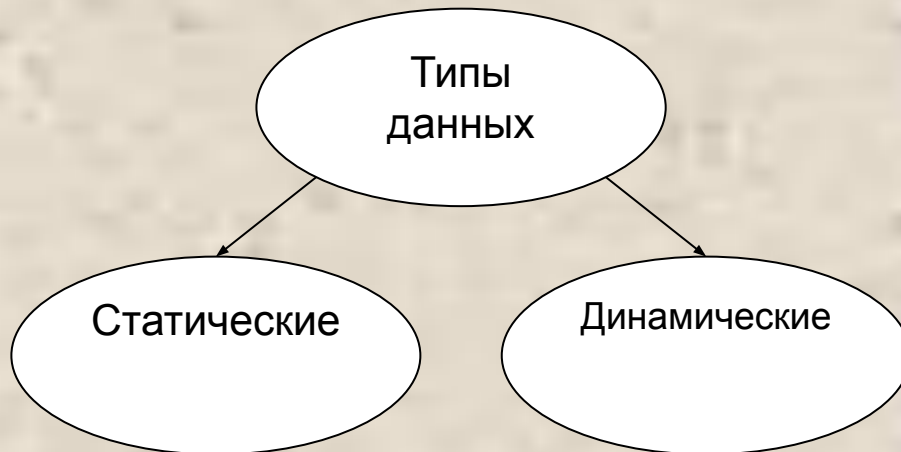 Типы
данных
Статические
Динамические